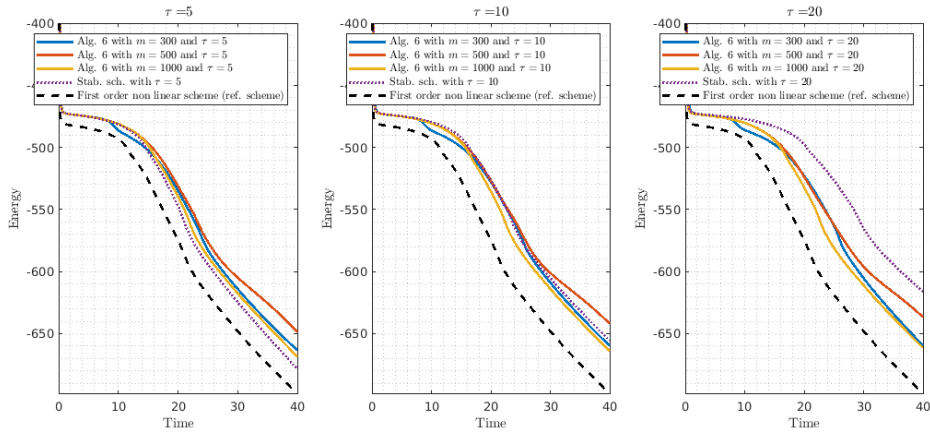 τ =5
-400
-450
-500
-550
-600
-650
0 10 20 30 40
Energy
Time
Alg. 6 with m = 300 and τ = 5
Alg. 6 with m = 500 and τ = 5
Alg. 6 with m = 1000 and τ = 5
Stab. sch. with τ = 5
First order non linear scheme (ref. scheme)
τ =10
-400
-450
-500
-550
-600
-650
0 10 20 30 40
Energy
Time
Alg. 6 with m = 300 and τ = 10
Alg. 6 with m = 500 and τ = 10
Alg. 6 with m = 1000 and τ = 10
Stab. sch. with τ = 10
First order non linear scheme (ref. scheme)
τ =20
-400
-450
-500
-550
-600
-650
0 10 20 30 40
Energy
Time
Alg. 6 with m = 300 and τ = 20
Alg. 6 with m = 500 and τ = 20
Alg. 6 with m = 1000 and τ = 20
Stab. sch. with τ = 20
First order non linear scheme (ref. scheme)